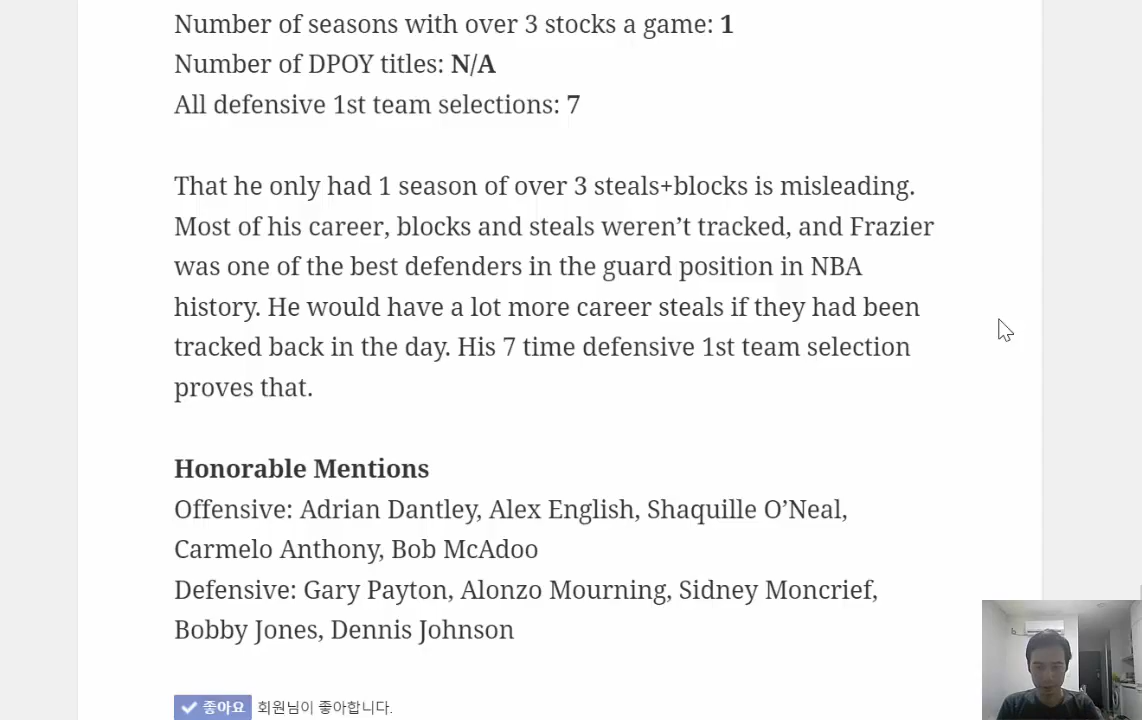 Number of seasons with over 3 stocks a game: 1
Number of DPOY titles: N/A
All defensive 1st team selections: 7
That he only had 1 season of over 3 steals+blocks is misleading.
Most of his career, blocks and steals weren’t tracked, and Frazier
was one of the best defenders in the guard position in NBA
history. He would have a lot more career steals if they had been
tracked back in the day. His 7 time defensive 1st team selection
proves that.
Honorable Mentions
Offensive: Adrian Dantley, Alex English, Shaquille O’Neal,
Carmelo Anthony, Bob McAdoo
Defensive: Gary Payton, Alonzo Mourning, Sidney Moncrief,
Bobby Jones, Dennis Johnson
좋아요 회원님이 좋아합니다.